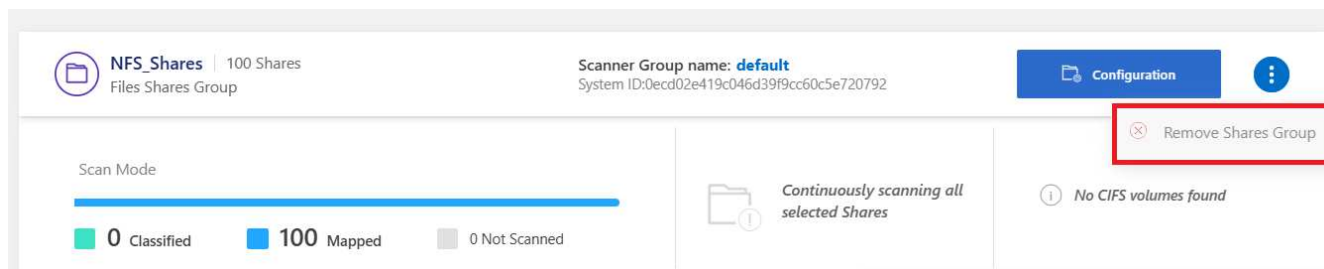 NFS_Shares 100 Shares
Files Shares Group
Scanner Group name: default
System ID:0ecd02e419c046d39f9cc60c5e720792
Configuration
Remove Shares Group
Scan Mode
0 Classified 100 Mapped 0 Not Scanned
Continuously scanning all
selected Shares
No CIFS volumes found